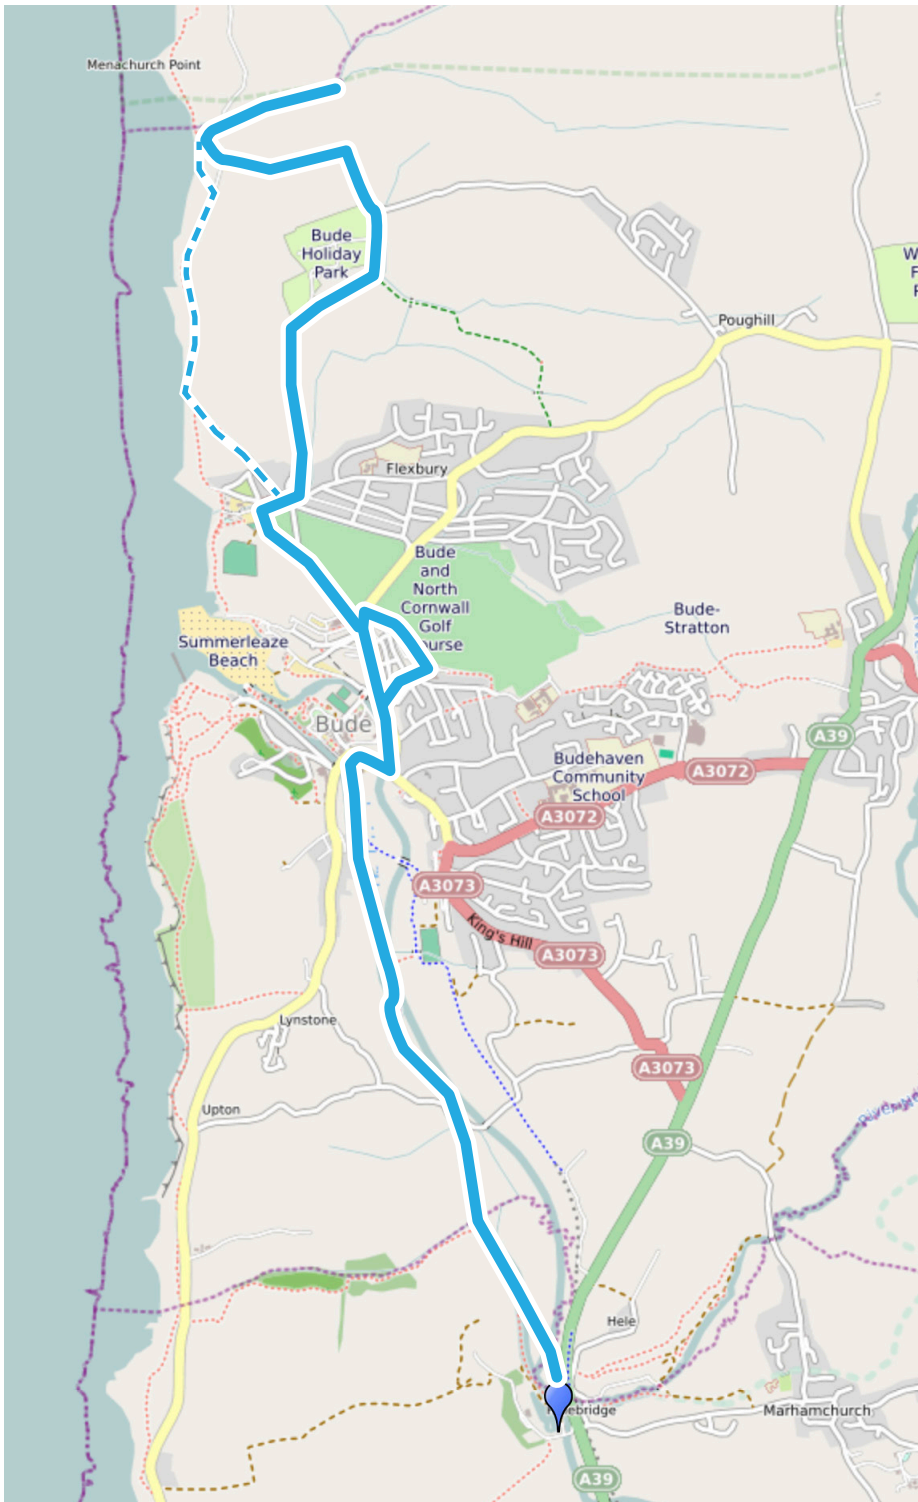 Menachurch Point
Bude
Holiday
Park
Poughill
Flexbury
Bude
and
North
Cornwall
Golf
Bude-
Stratton
Summerleaze
Beach
Bude
A39
Budehaven
Community
School
A3072
A3072
A3073
King's Hill
A3073
Lynstone
A3073
Upton
A39
Hele
Marhamchurch
A39